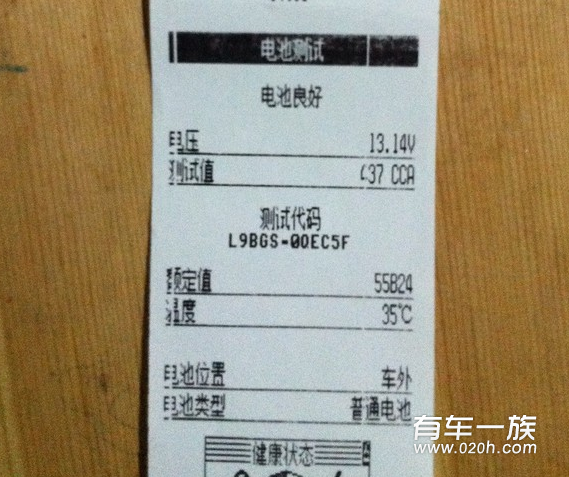 电池测试
电池良好
电压 13.14V
测试值 437 CCA
测试代码
L9BGS-00EC5F
额定值 55B24
温度 35℃
电池位置 车外
电池类型 普通电池
健康状态
有车一族
www.020h.com